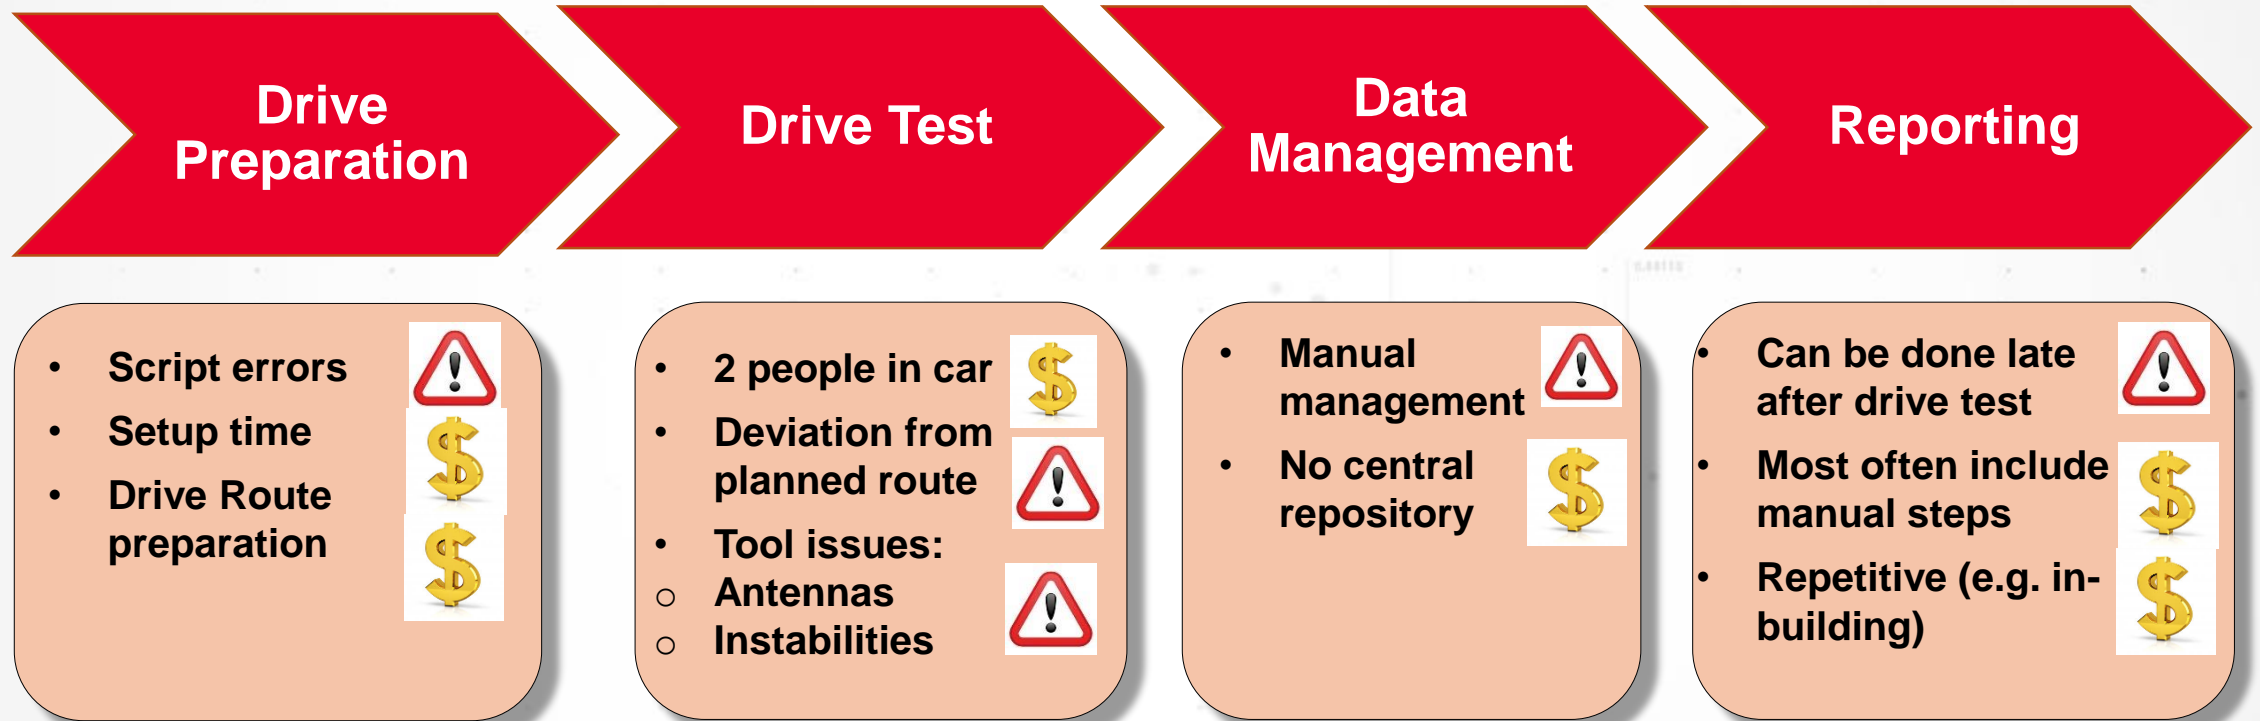 Drive
Preparation
Drive Test
Data
Management
Reporting
• Script errors
• Setup time
• Drive Route
preparation
• 2 people in car
• Deviation from
planned route
• Tool issues:
o Antennas
o Instabilities
• Manual
management
• No central
repository
• Can be done late
after drive test
• Most often include
manual steps
• Repetitive (e.g. in-
building)